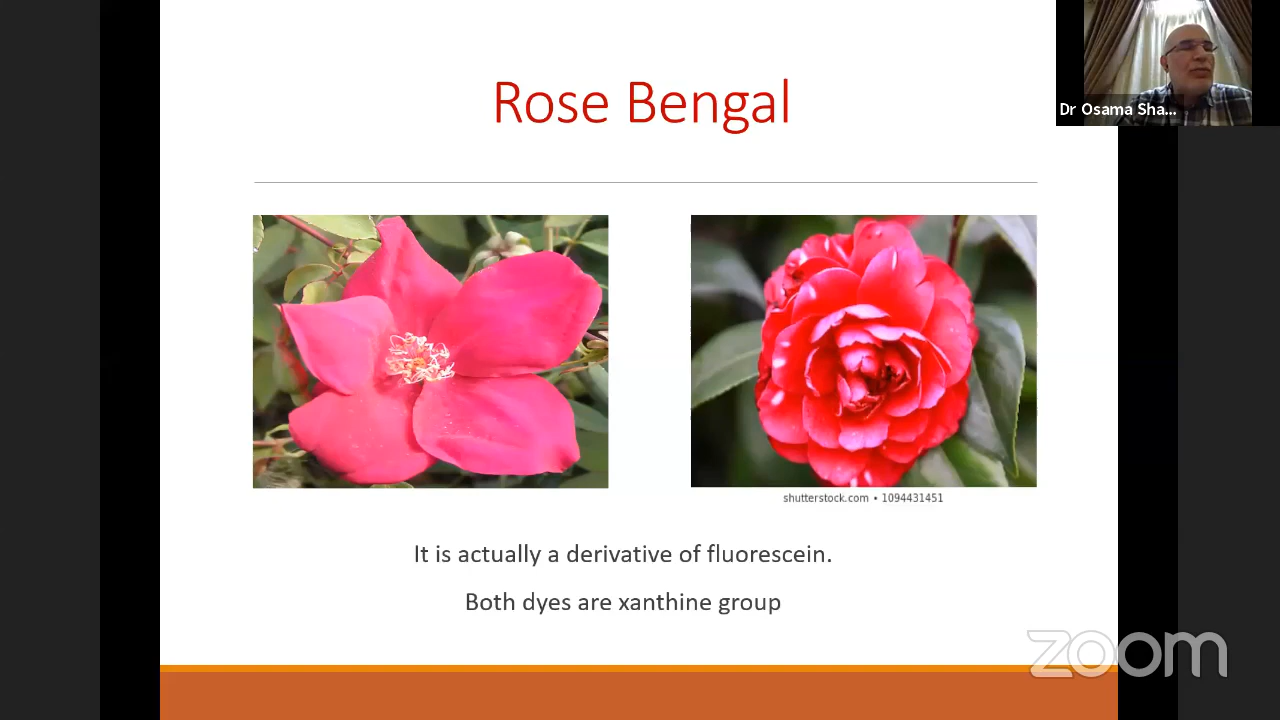 Rose Bengal
Dr Osama Sha...
shutterstock.com • 1094431451
It is actually a derivative of fluorescein.
Both dyes are xanthine group
zoom